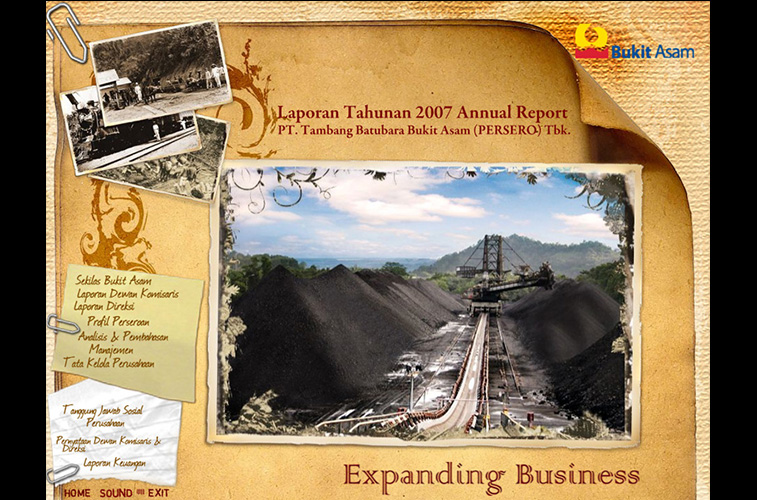 Bukit Asam
Laporan Tahunan 2007 Annual Report
PT. Tambang Batubara Bukit Asam (PERSERO) Tbk.
Sekilas Bukit Asam
Laporan Dewan Komisaris
Laporan Direksi
Profil Perseroan
Analisis & Pembahasan
Manajemen
Tata Kelola Perusahaan
Tanggung Jawab Sosial
Perusahaan
Pernyataan Dewan Komisaris &
Direksi
Laporan Keuangan
Expanding Business
HOME SOUND EXIT